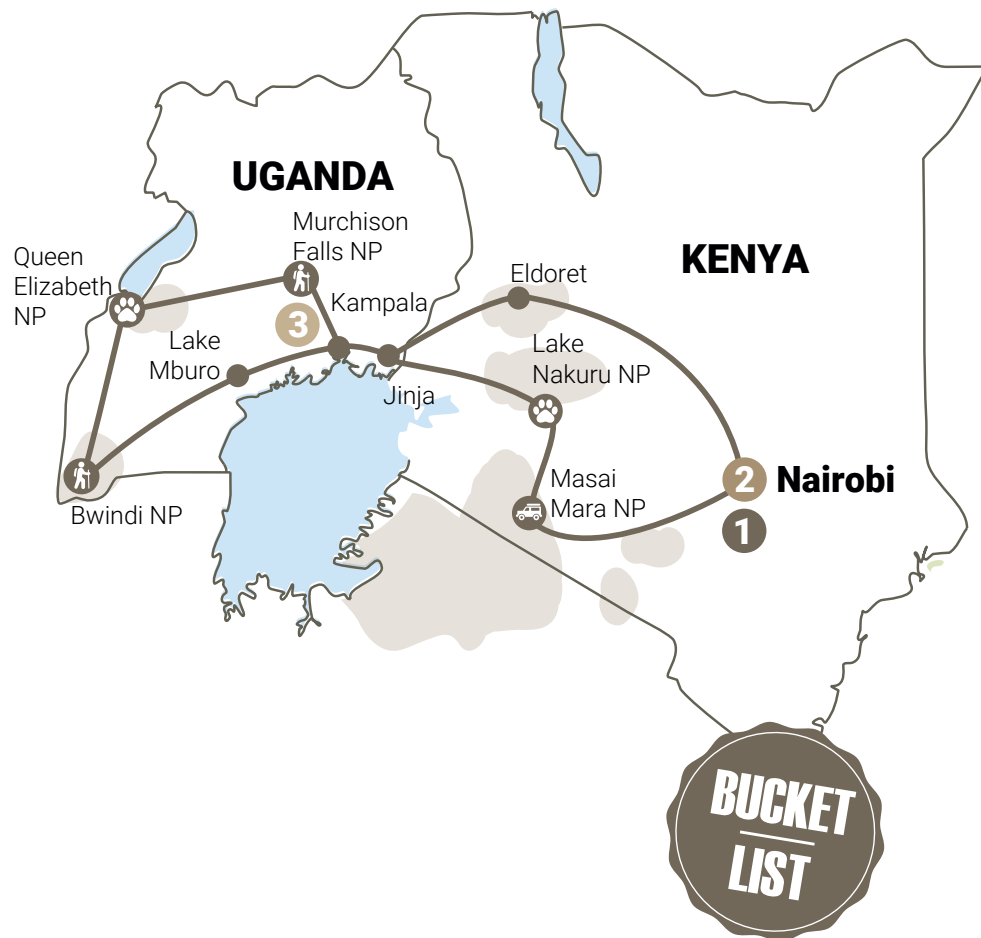 UGANDA
Murchison
Falls NP
Queen
Elizabeth
NP
KENYA
Eldoret
Kampala
3
Lake
Mburo
Lake
Nakuru NP
Jinja
Masai
Mara NP
2
Nairobi
1
Bwindi NP
BUCKET
LIST